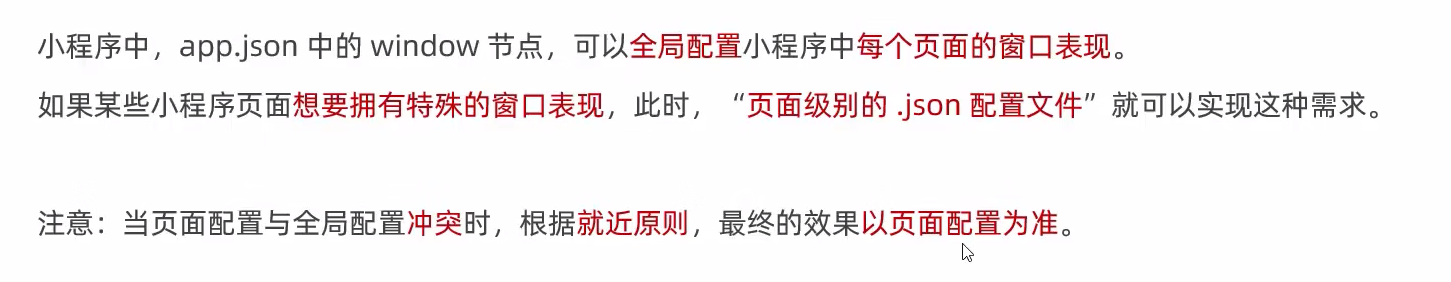 小程序中，app.json 中的 window 节点，可以全局配置小程序中每个页面的窗口表现。
如果某些小程序页面想要拥有特殊的窗口表现，此时，“页面级别的 .json 配置文件”就可以实现这种需求。
注意：当页面配置与全局配置冲突时，根据就近原则，最终的效果以页面配置为准。